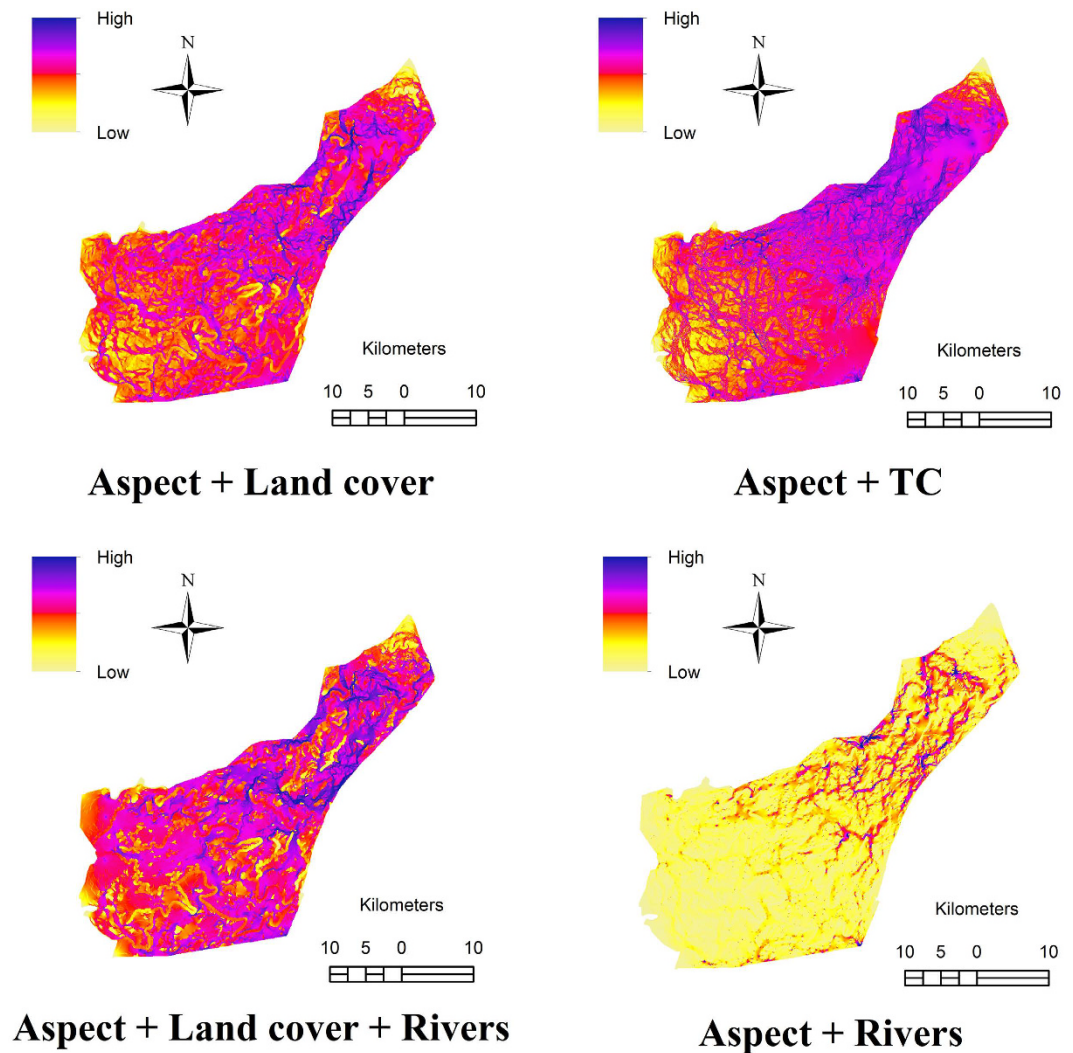 High
N
Low
Kilometers
10 5 0 10
Aspect + Land cover
High
N
Low
Kilometers
10 5 0 10
Aspect + TC
High
N
Low
Kilometers
10 5 0 10
Aspect + Land cover + Rivers
High
N
Low
Kilometers
10 5 0 10
Aspect + Rivers